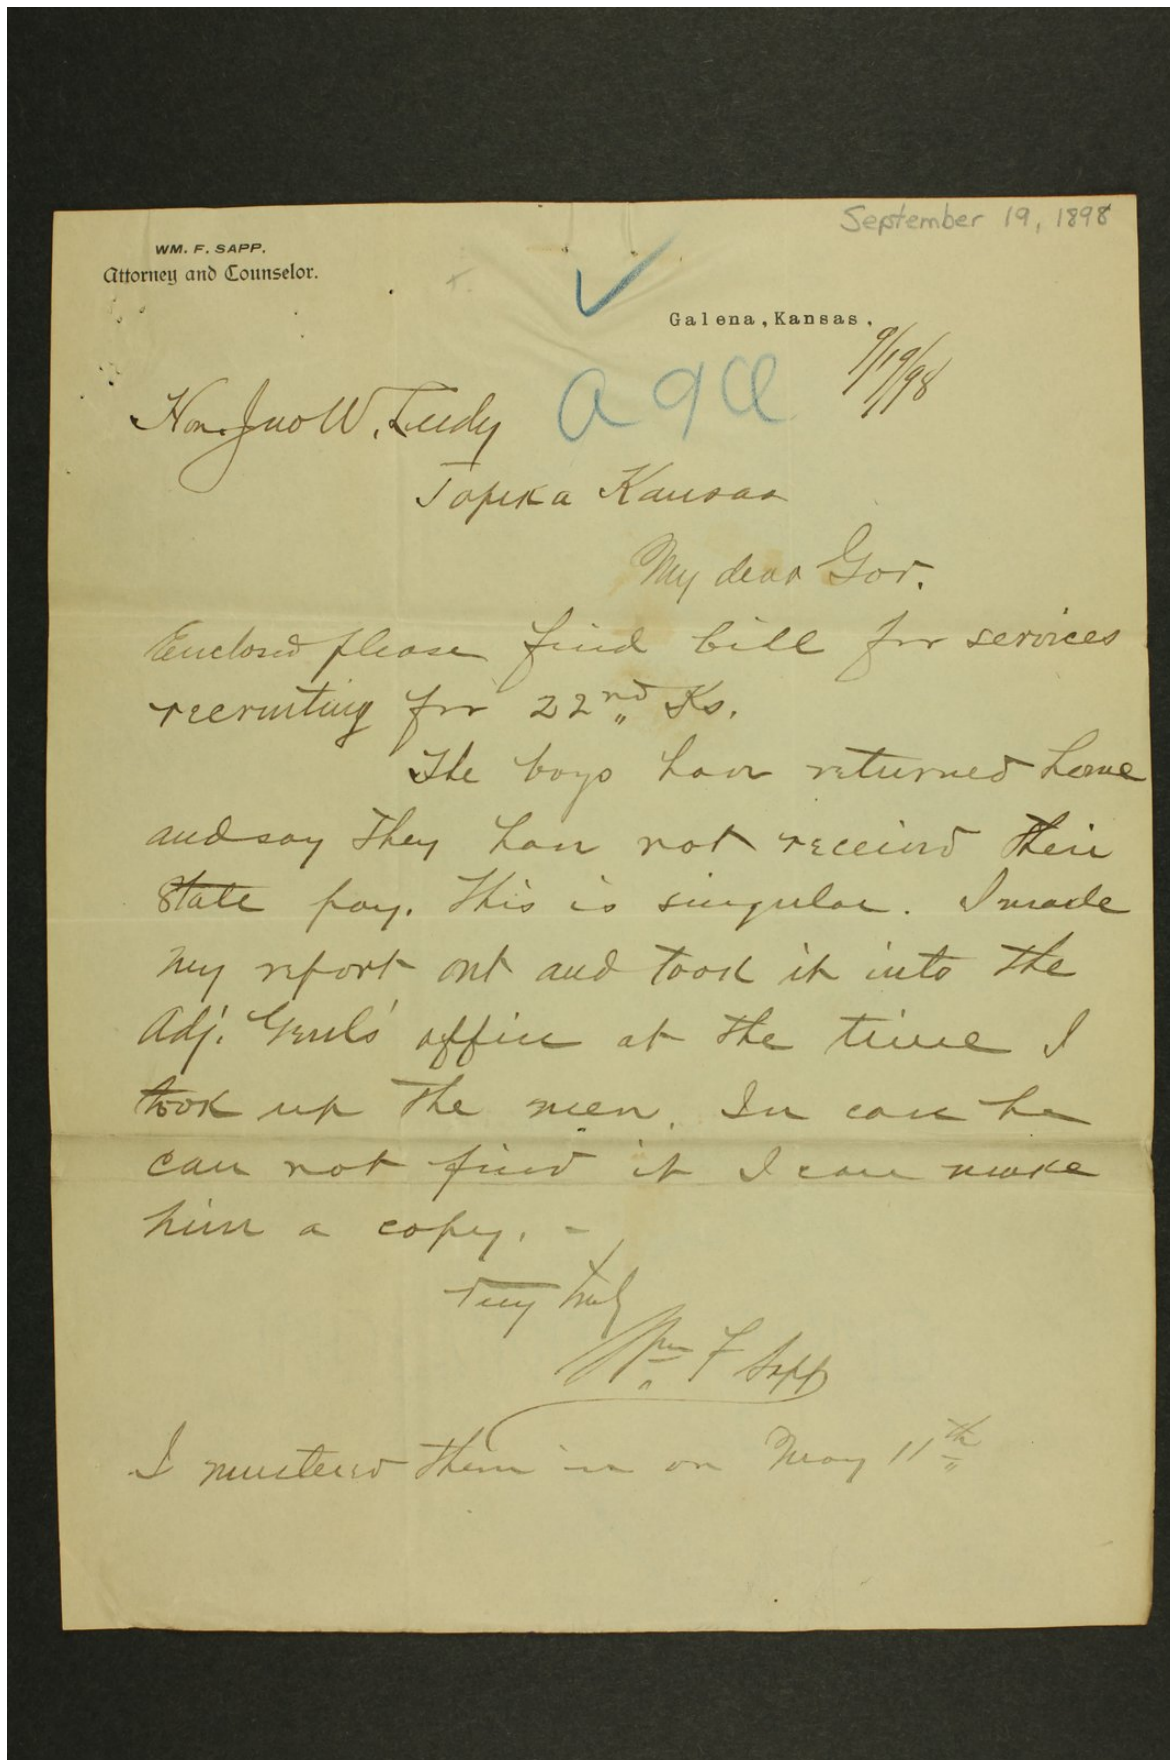 September 19, 1898
WM. F. SAPP.
Attorney and Counselor.
Galena, Kansas.
9/19/98
Hon. Jno W. Leedy
Topeka Kansas
My dear Gov.
Enclosed please find bill for services
recruiting for 22nd Ks.
The boys have returned home
and say they have not received their
State pay. This is singular. I made
my report out and took it into the
Adj. Genls' office at the time I
took up the men. In case he
can not find it I can make
him a copy. -
Very truly
Wm F Sapp
I mustered them in on May 11th